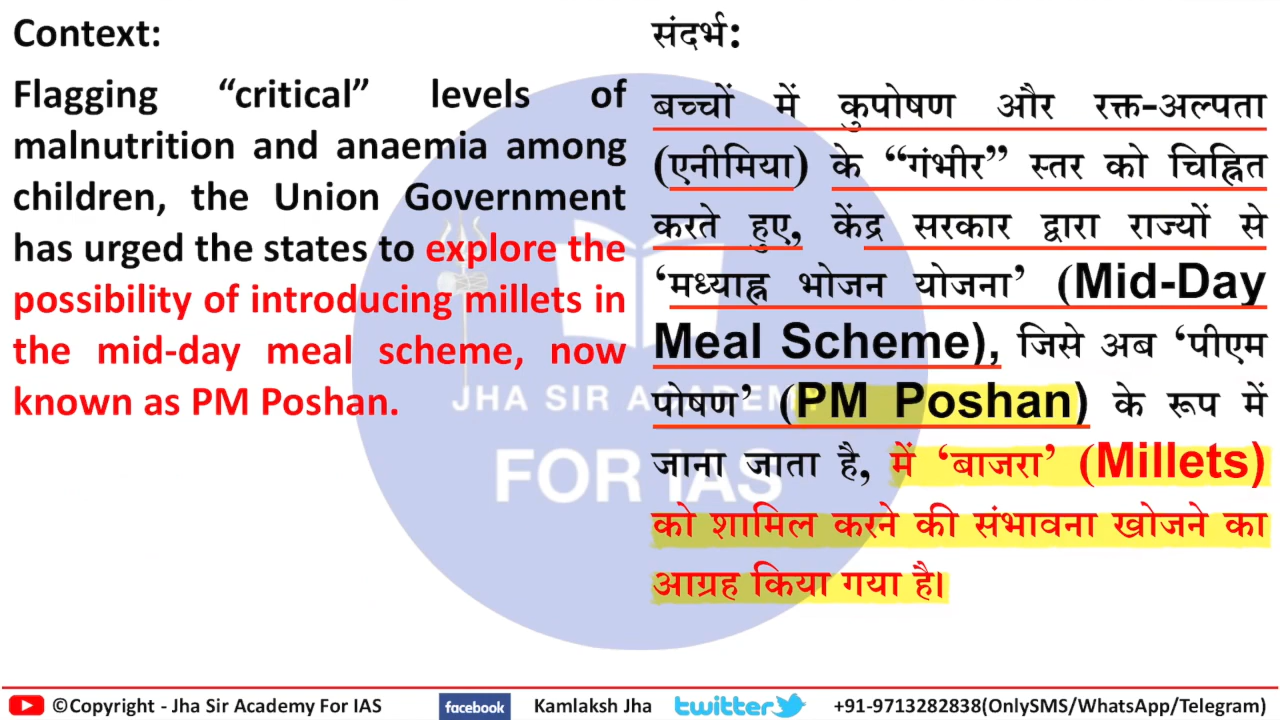 Context:
Flagging “critical” levels of
malnutrition and anaemia among
children, the Union Government
has urged the states to explore the
possibility of introducing millets in
the mid-day meal scheme, now
known as PM Poshan.
संदर्भ:
बच्चों में कुपोषण और रक्त-अल्पता
(एनीमिया) के “गंभीर” स्तर को चिह्नित
करते हुए, केंद्र सरकार द्वारा राज्यों से
‘मध्याह्न भोजन योजना’ (Mid-Day
Meal Scheme), जिसे अब ‘पीएम
पोषण’ (PM Poshan) के रूप में
जाना जाता है, में ‘बाजरा’ (Millets)
को शामिल करने की संभावना खोजने का
आग्रह किया गया है।
JHA SIR ACADEMY
FOR IAS
©Copyright - Jha Sir Academy For IAS facebook Kamlaksh Jha twitter +91-9713282838(OnlySMS/WhatsApp/Telegram)